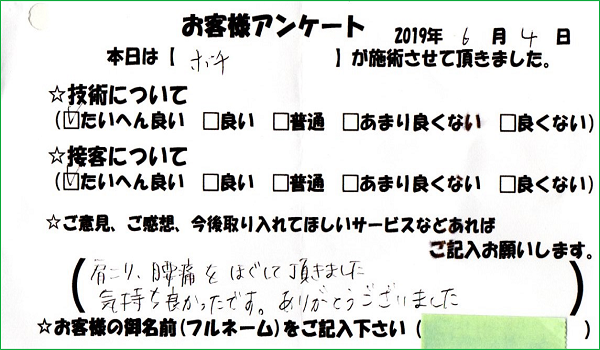 お客様アンケート 2019年 6 月 4 日
本日は【 ホンチ 】が施術させて頂きました。
☆技術について
(☑たいへん良い □良い □普通 □あまり良くない □良くない)
☆接客について
(☑たいへん良い □良い □普通 □あまり良くない □良くない)
☆ご意見、ご感想、今後取り入れてほしいサービスなどあれば
ご記入お願いします。
(肩こり、腰痛をほぐして頂きました
気持ち良かったです。ありがとうございました)
☆お客様の御名前(フルネーム)をご記入下さい( )